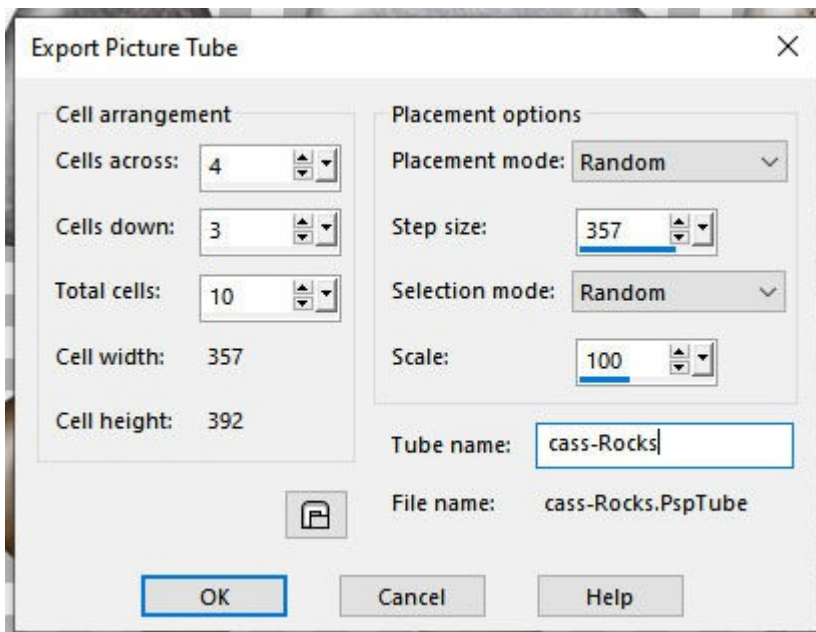 Export Picture Tube
Cell arrangement
Cells across: 4
Cells down: 3
Total cells: 10
Cell width: 357
Cell height: 392
Placement options
Placement mode: Random
Step size: 357
Selection mode: Random
Scale: 100
Tube name: cass-Rocks
File name: cass-Rocks.PspTube
OK
Cancel
Help